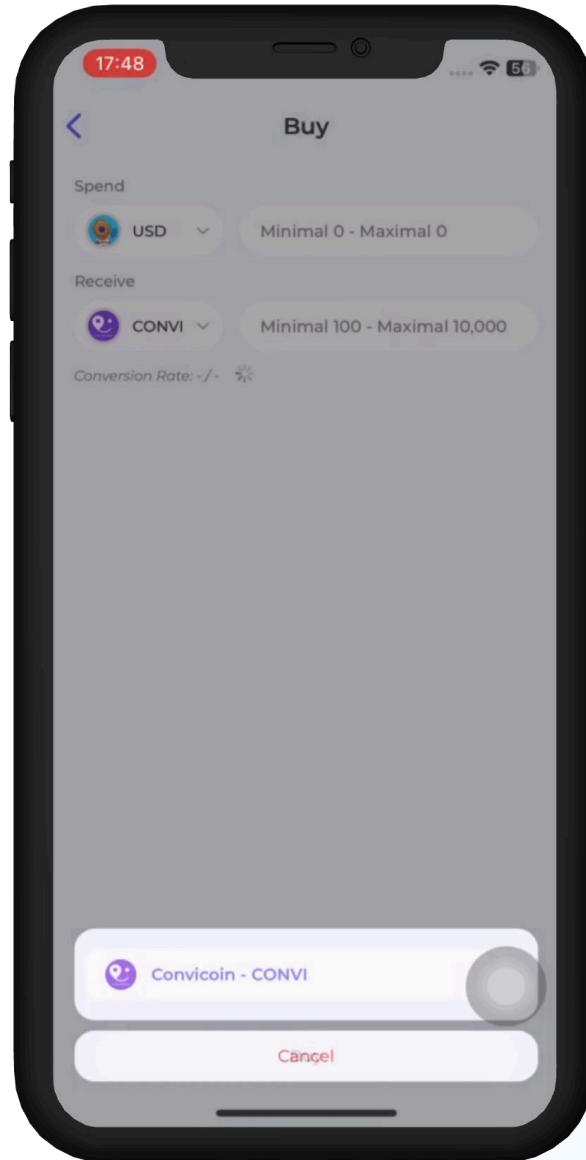 17:48
56
Buy
Spend
USD
Minimal 0 - Maximal 0
Receive
CONVI
Minimal 100 - Maximal 10,000
Conversion Rate: - / -
Convicoin - CONVI
Cancel